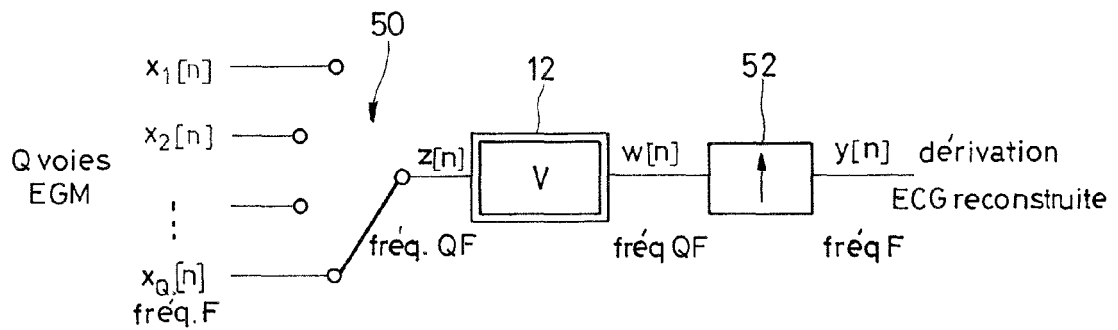 50
x1[n]
12
52
x2[n]
Q voies
EGM
z[n]
V
w[n]
y[n]
dérivation
ECG reconstruite
fréq. QF
fréq QF
fréq F
xQ[n]
fréq. F